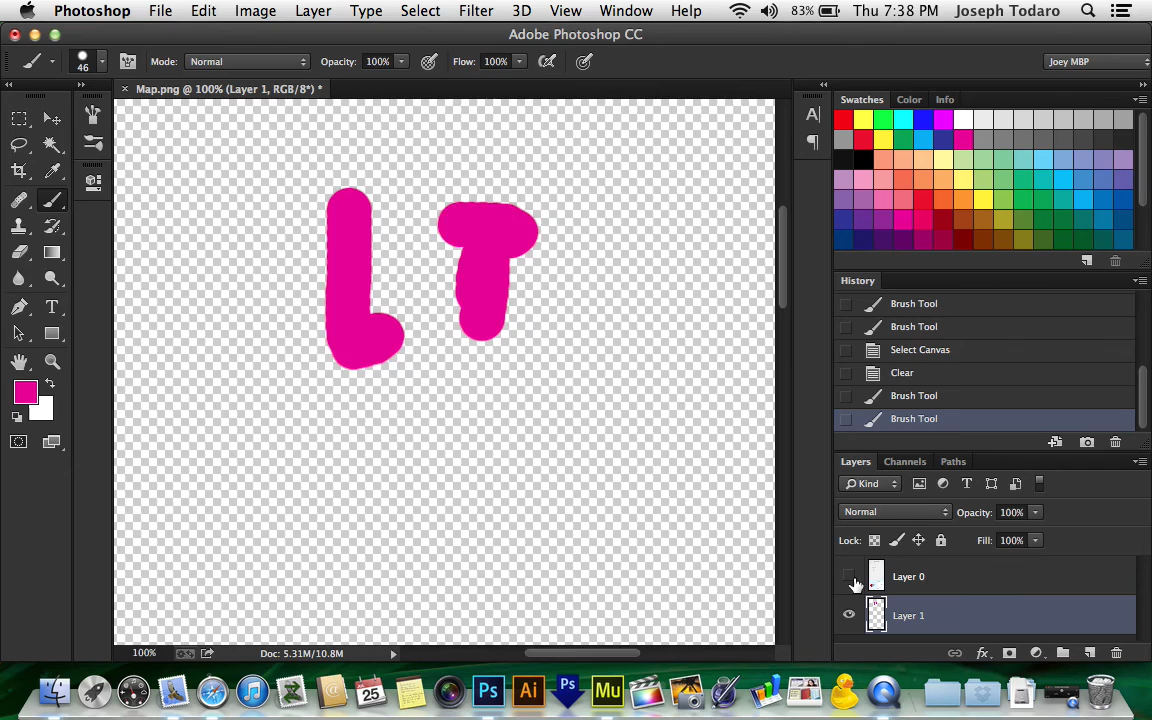 Photoshop File Edit Image Layer Type Select Filter 3D View Window Help 83% Thu 7:38 PM Joseph Todaro
Adobe Photoshop CC
46 Mode: Normal Opacity: 100% Flow: 100% Joey MBP
× Map.png @ 100% (Layer 1, RGB/8*) *
Swatches Color Info
LT
History
Brush Tool
Brush Tool
Select Canvas
Clear
Brush Tool
Brush Tool
Layers Channels Paths
Kind
Normal Opacity: 100%
Lock: Fill: 100%
Layer 0
Layer 1
100% Doc: 5.31M/10.8M
25 Ps Ai Ps Mu